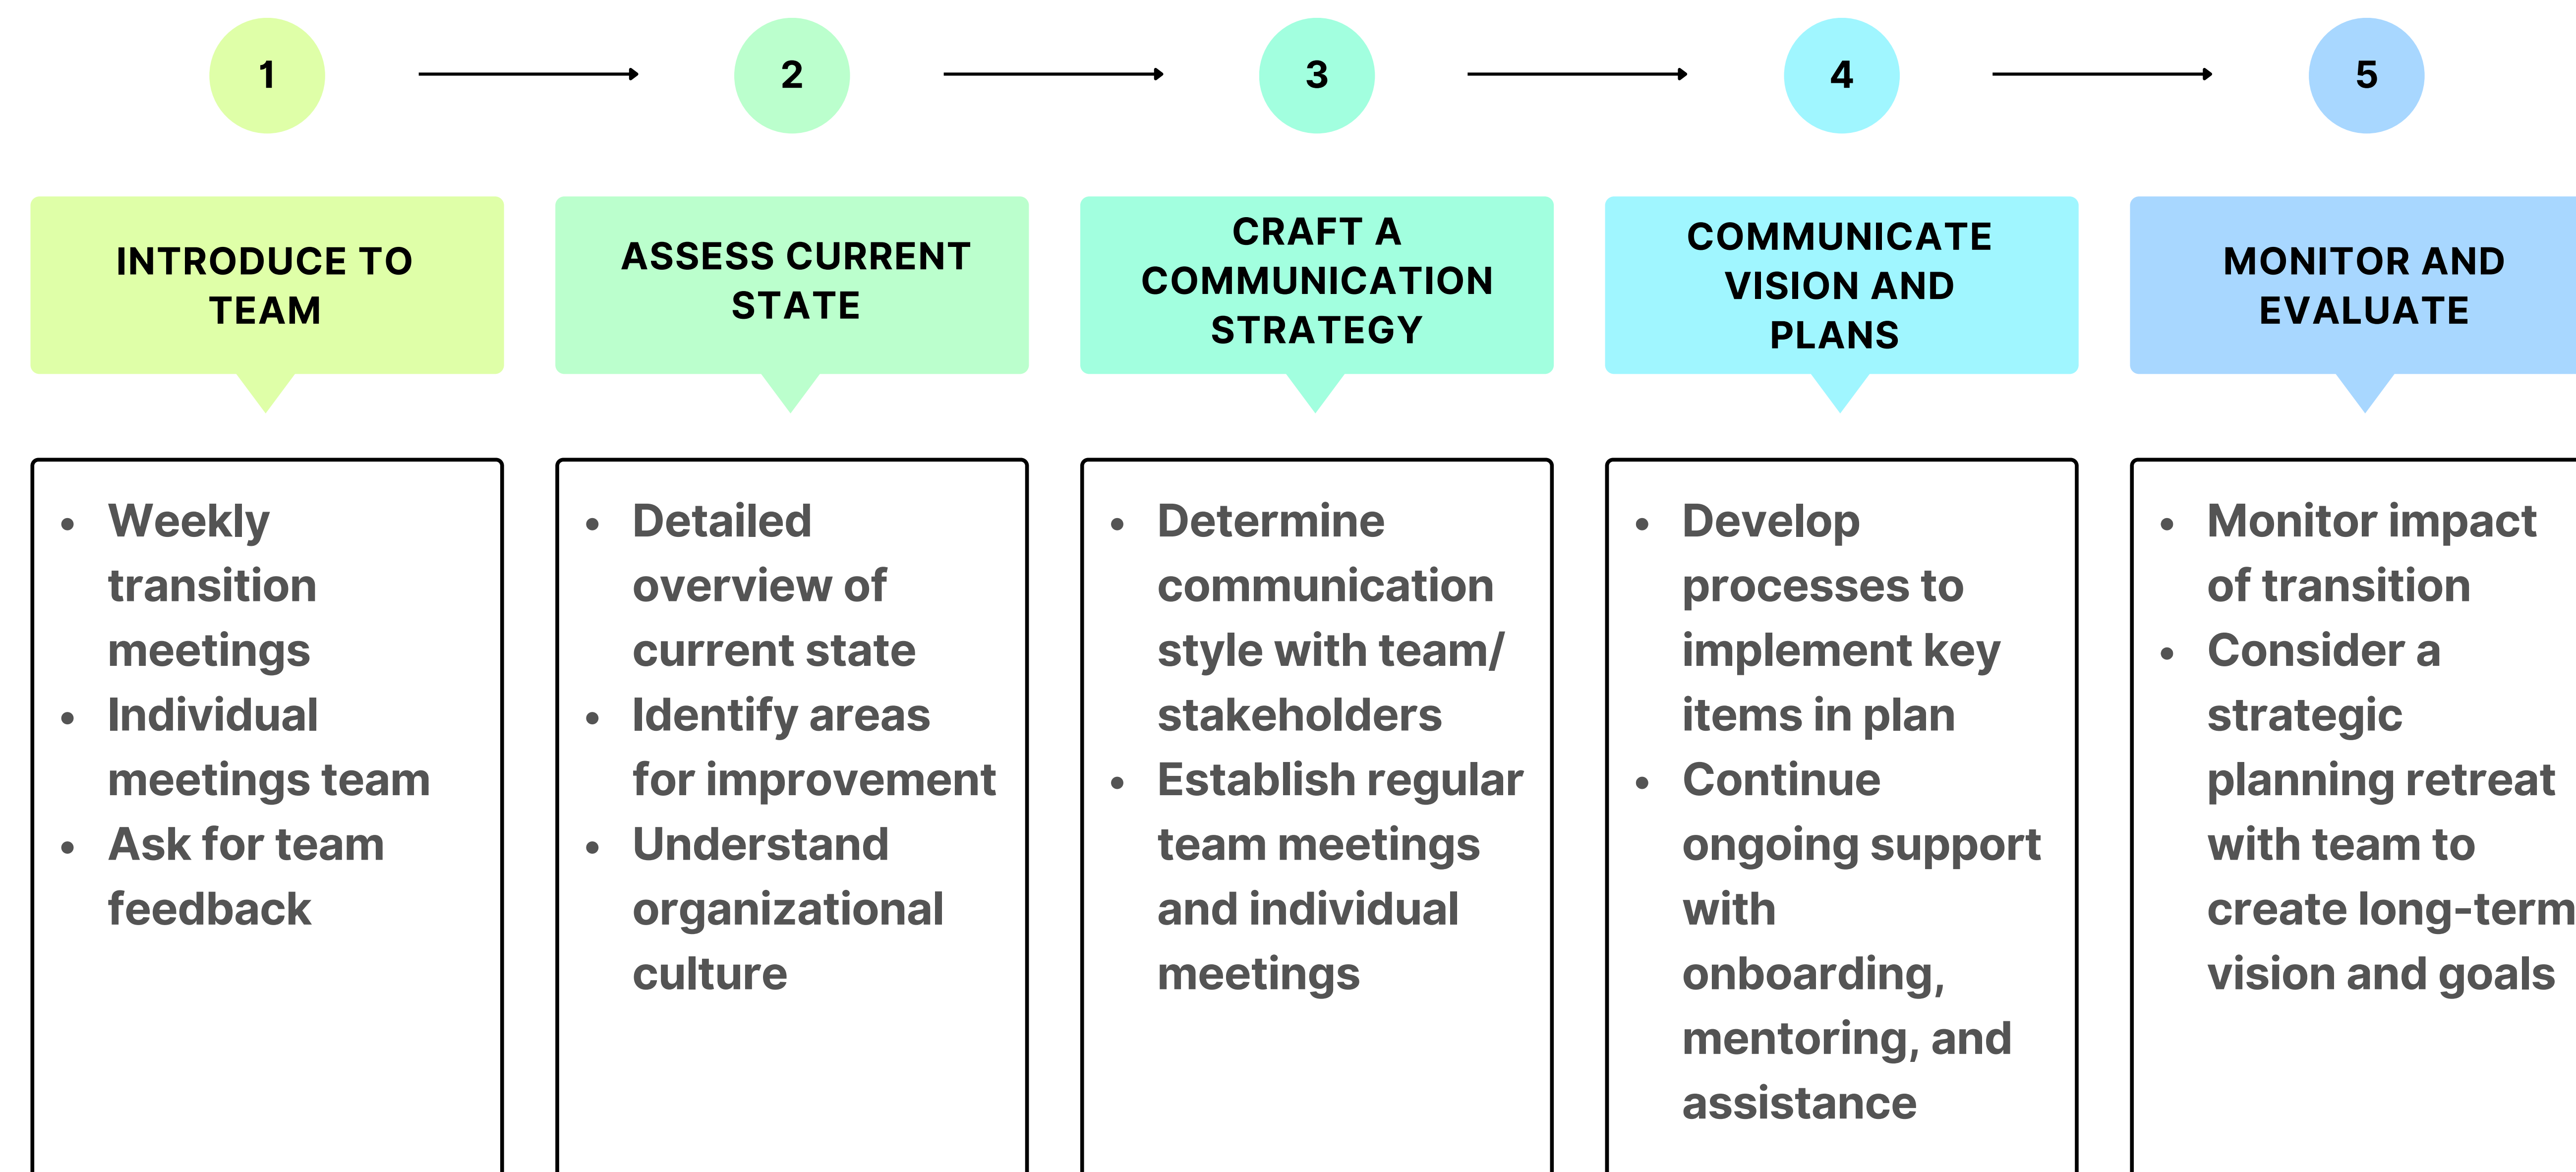 1
2
3
4
5
INTRODUCE TO
TEAM
ASSESS CURRENT
STATE
CRAFT A
COMMUNICATION
STRATEGY
COMMUNICATE
VISION AND
PLANS
MONITOR AND
EVALUATE
• Weekly
transition
meetings
• Individual
meetings team
• Ask for team
feedback
• Detailed
overview of
current state
• Identify areas
for improvement
• Understand
organizational
culture
• Determine
communication
style with team/
stakeholders
• Establish regular
team meetings
and individual
meetings
• Develop
processes to
implement key
items in plan
• Continue
ongoing support
with
onboarding,
mentoring, and
assistance
• Monitor impact
of transition
• Consider a
strategic
planning retreat
with team to
create long-term
vision and goals